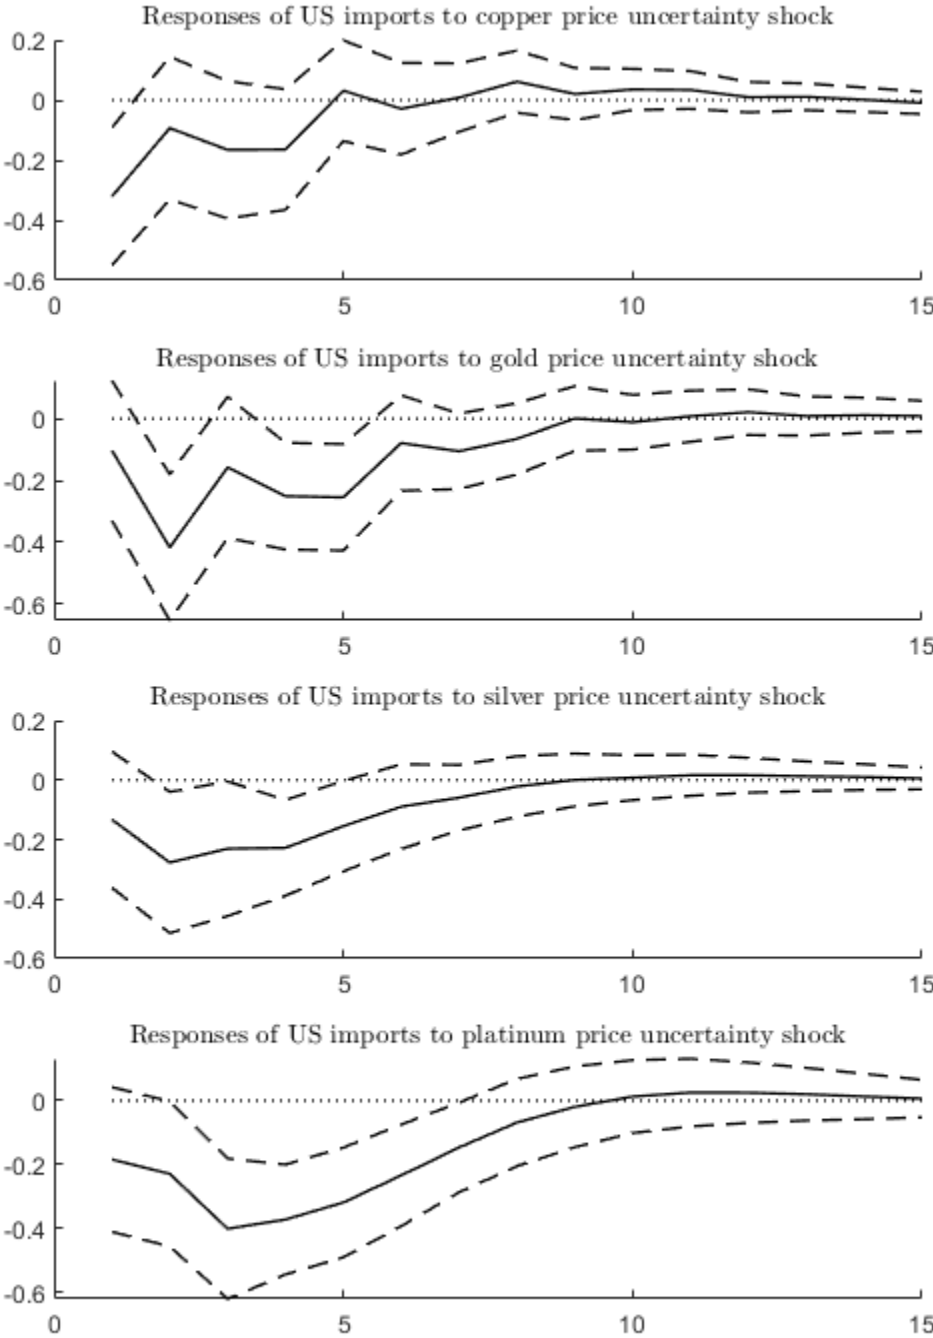 Responses of US imports to copper price uncertainty shock
0.2
0
-0.2
-0.4
-0.6
0 5 10 15
Responses of US imports to gold price uncertainty shock
0
-0.2
-0.4
-0.6
0 5 10 15
Responses of US imports to silver price uncertainty shock
0.2
0
-0.2
-0.4
-0.6
0 5 10 15
Responses of US imports to platinum price uncertainty shock
0
-0.2
-0.4
-0.6
0 5 10 15